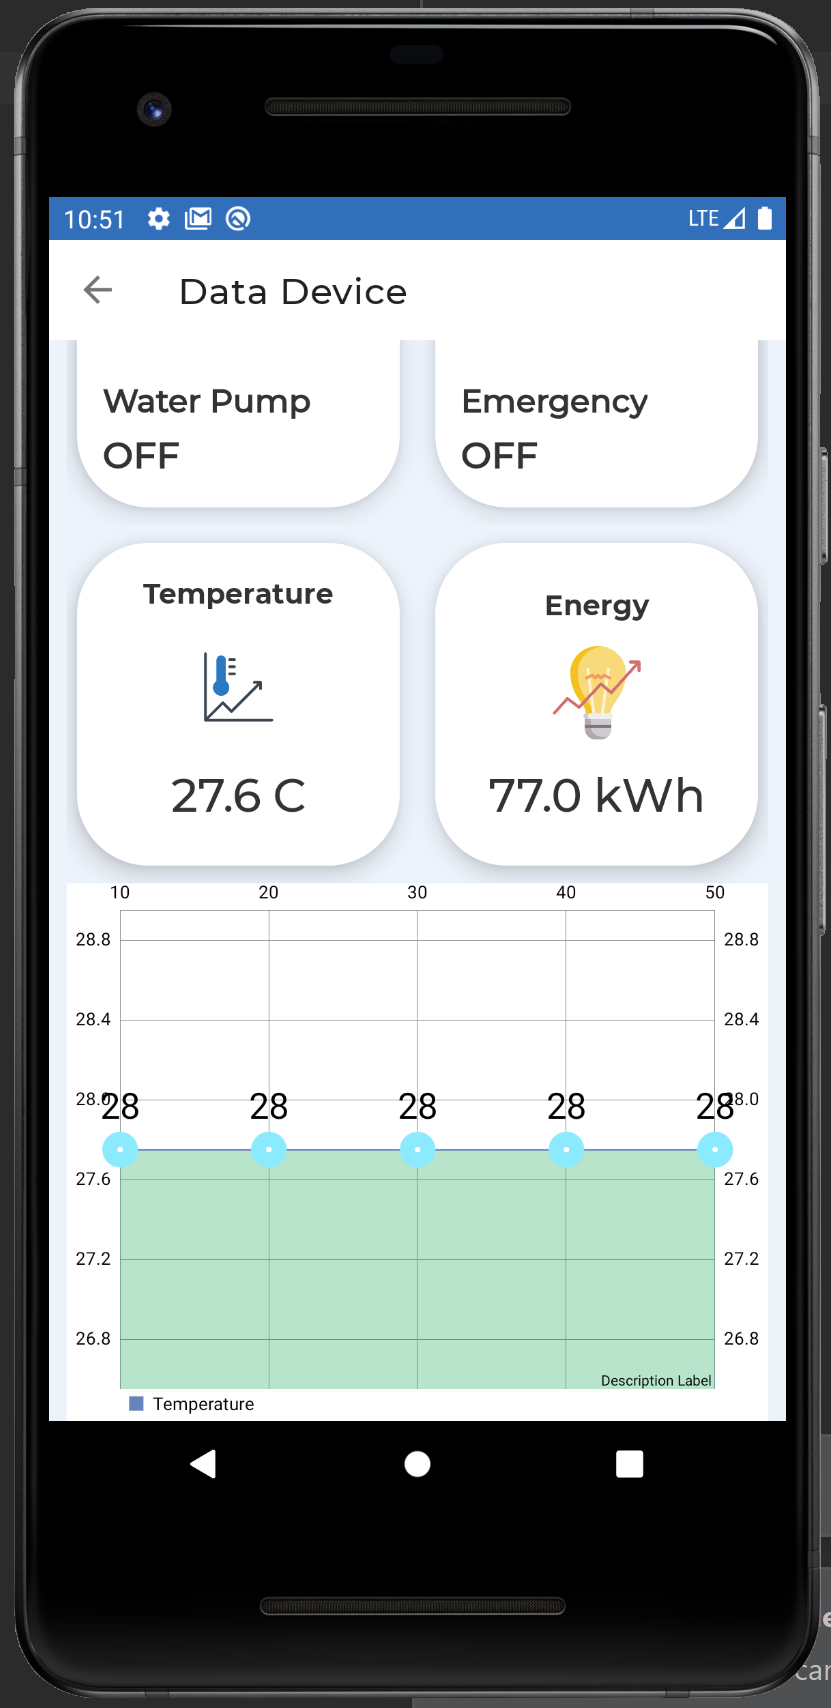 10:51 LTE
Data Device
Water Pump
OFF
Emergency
OFF
Temperature
27.6 C
Energy
77.0 kWh
10 20 30 40 50
28.8 28.8
28.4 28.4
28.0 28.0
28 28 28 28 28
27.6 27.6
27.2 27.2
26.8 26.8
Description Label
Temperature